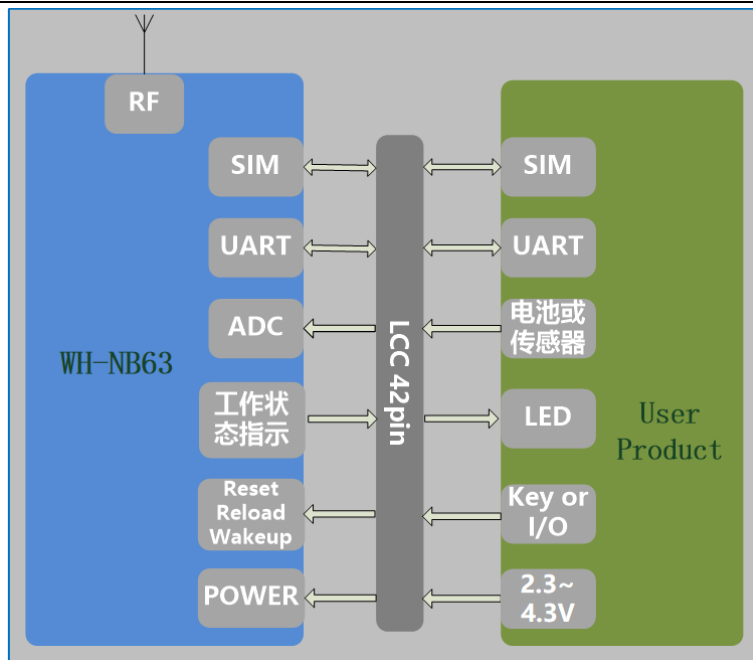 RF
SIM
UART
ADC
WH-NB63
工作状
态指示
Reset
Reload
Wakeup
POWER
LCC 42pin
SIM
UART
电池或
传感器
LED
User
Product
Key or
I/O
2.3~
4.3V